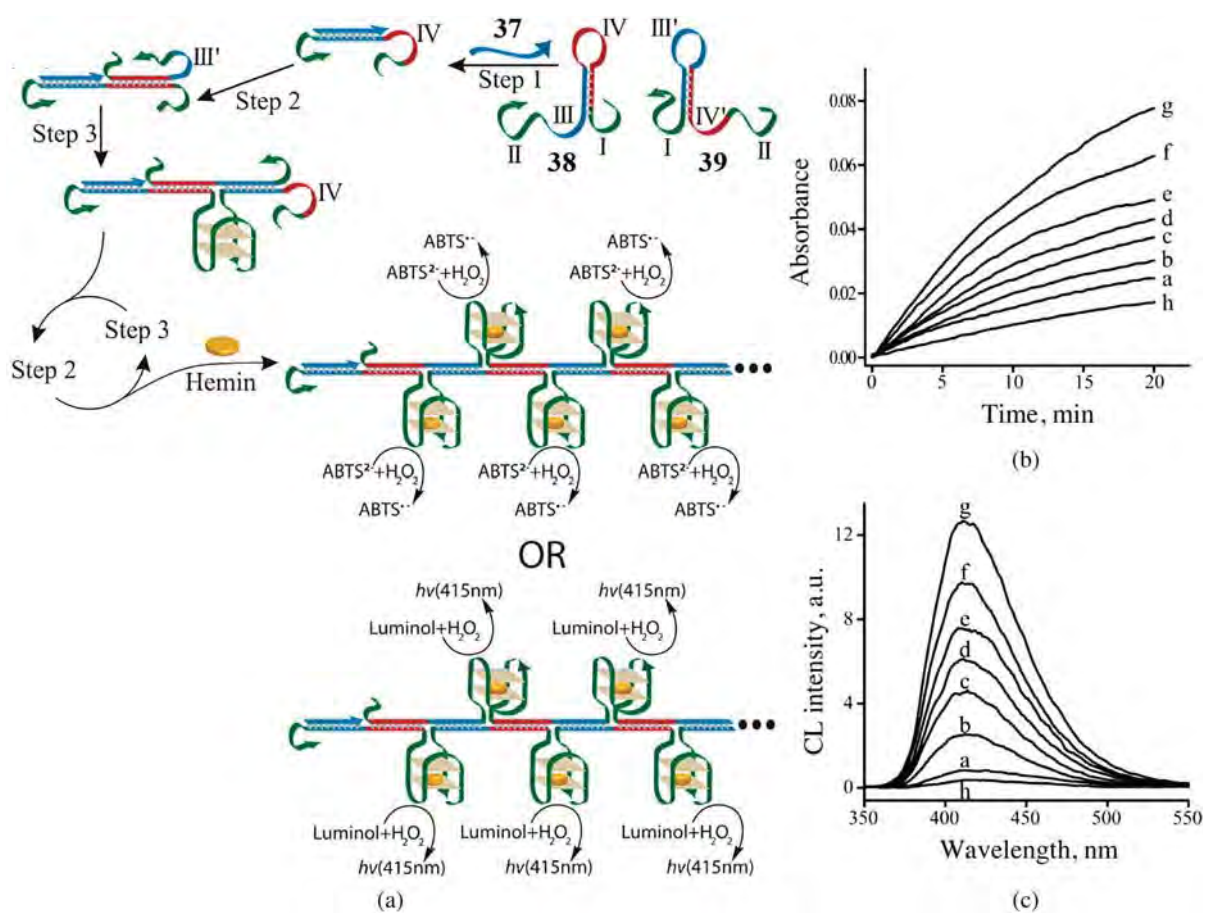 37
Step 1
IV
III
II
I
38
III'
IV'
I
II
39
IV
Step 2
III'
Step 3
IV
Step 2
Step 3
Hemin
ABTS·⁻
ABTS²⁻+H₂O₂
ABTS·⁻
ABTS²⁻+H₂O₂
ABTS²⁻+H₂O₂
ABTS·⁻
ABTS²⁻+H₂O₂
ABTS·⁻
ABTS²⁻+H₂O₂
ABTS·⁻
OR
hν(415nm)
Luminol+H₂O₂
hν(415nm)
Luminol+H₂O₂
Luminol+H₂O₂
hν(415nm)
Luminol+H₂O₂
hν(415nm)
Luminol+H₂O₂
hν(415nm)
(a)
Absorbance
0.08
0.06
0.04
0.02
0.00
g
f
e
d
c
b
a
h
0 5 10 15 20
Time, min
(b)
CL intensity, a.u.
12
8
4
0
g
f
e
d
c
b
a
h
350 400 450 500 550
Wavelength, nm
(c)